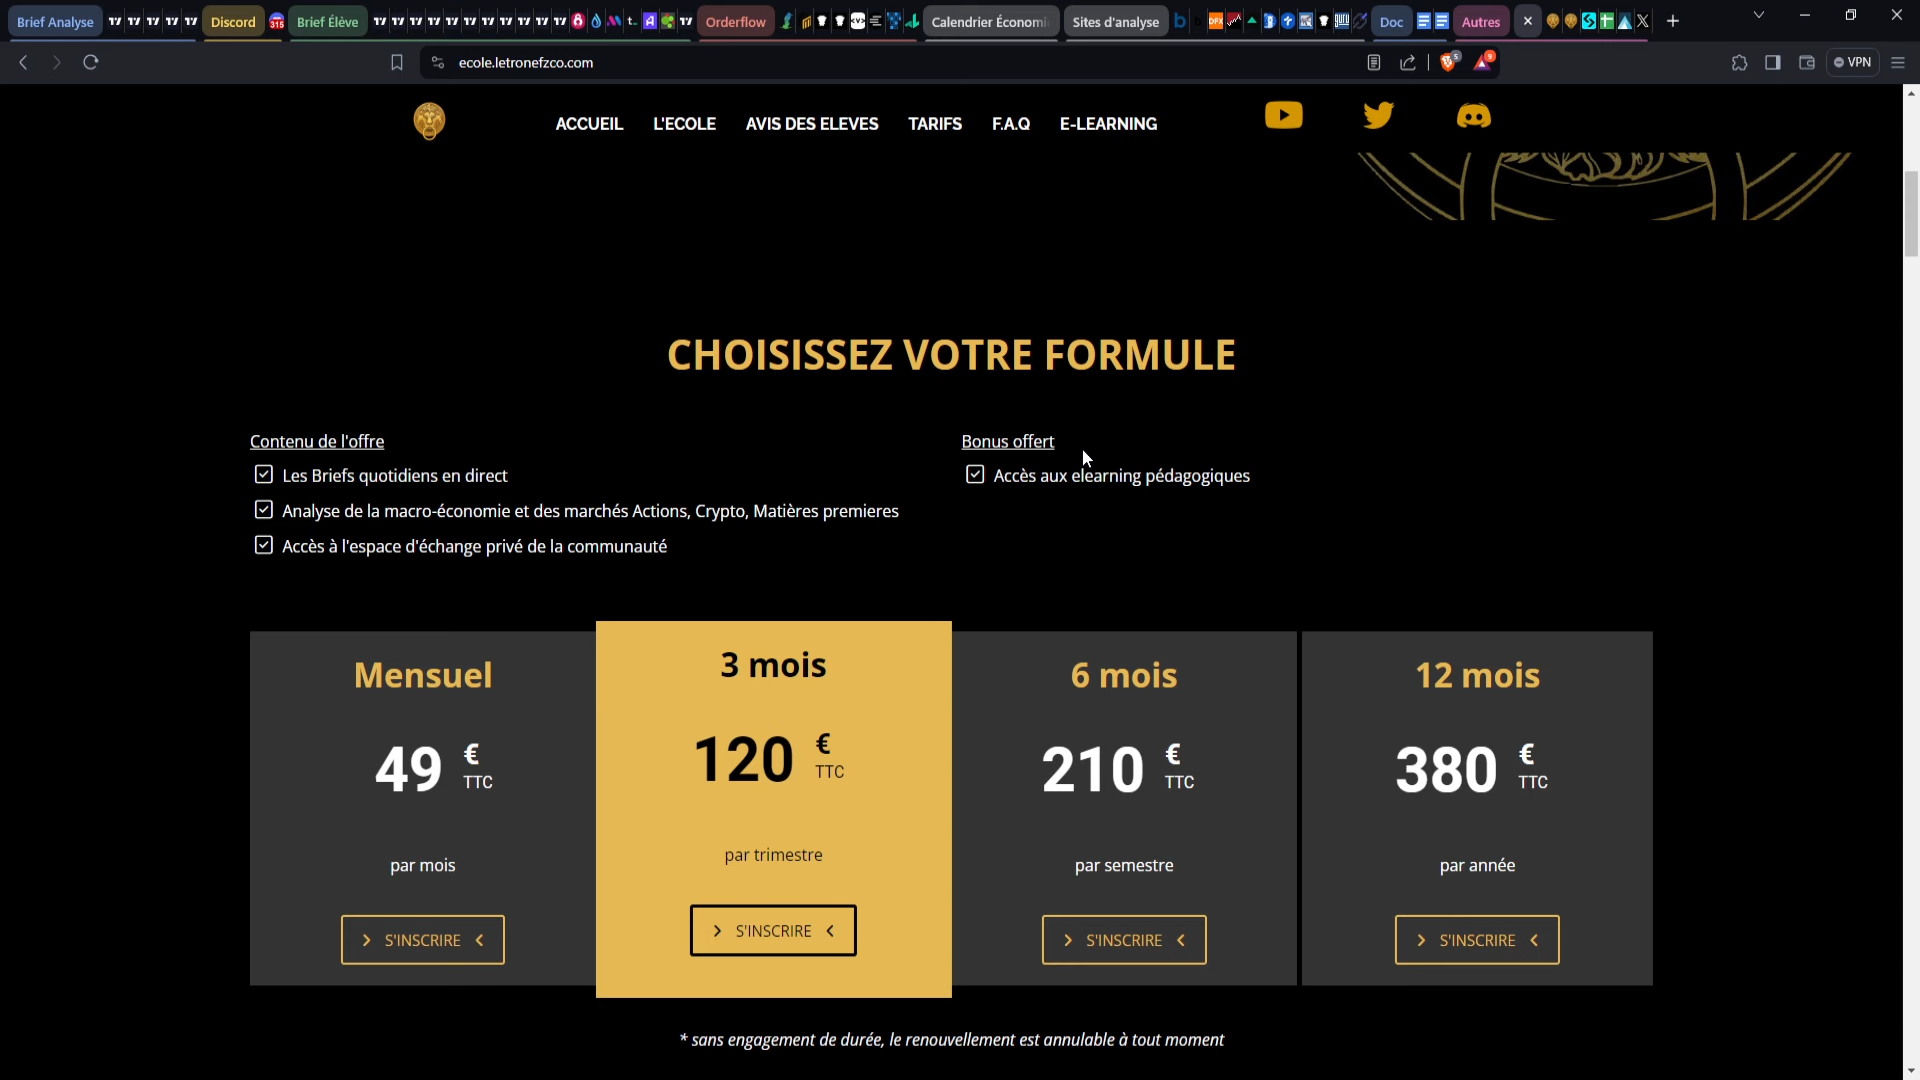 Brief Analyse
Discord
Brief Élève
Orderflow
Calendrier Économi
Sites d'analyse
Doc
Autres
ecole.letronefzco.com
VPN
ACCUEIL
L'ECOLE
AVIS DES ELEVES
TARIFS
F.A.Q
E-LEARNING
CHOISISSEZ VOTRE FORMULE
Contenu de l'offre
Les Briefs quotidiens en direct
Analyse de la macro-économie et des marchés Actions, Crypto, Matières premieres
Accès à l'espace d'échange privé de la communauté
Bonus offert
Accès aux elearning pédagogiques
Mensuel
49 € TTC
par mois
S'INSCRIRE
3 mois
120 € TTC
par trimestre
S'INSCRIRE
6 mois
210 € TTC
par semestre
S'INSCRIRE
12 mois
380 € TTC
par année
S'INSCRIRE
* sans engagement de durée, le renouvellement est annulable à tout moment